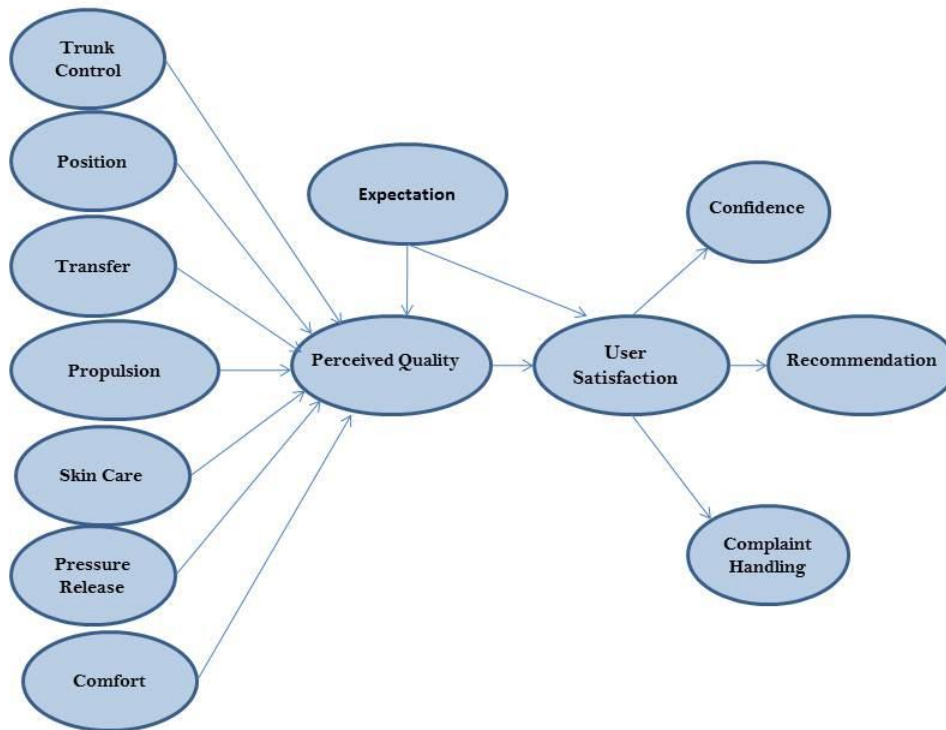 Trunk
Control
Position
Transfer
Propulsion
Skin Care
Pressure
Release
Comfort
Expectation
Perceived Quality
User
Satisfaction
Confidence
Recommendation
Complaint
Handling